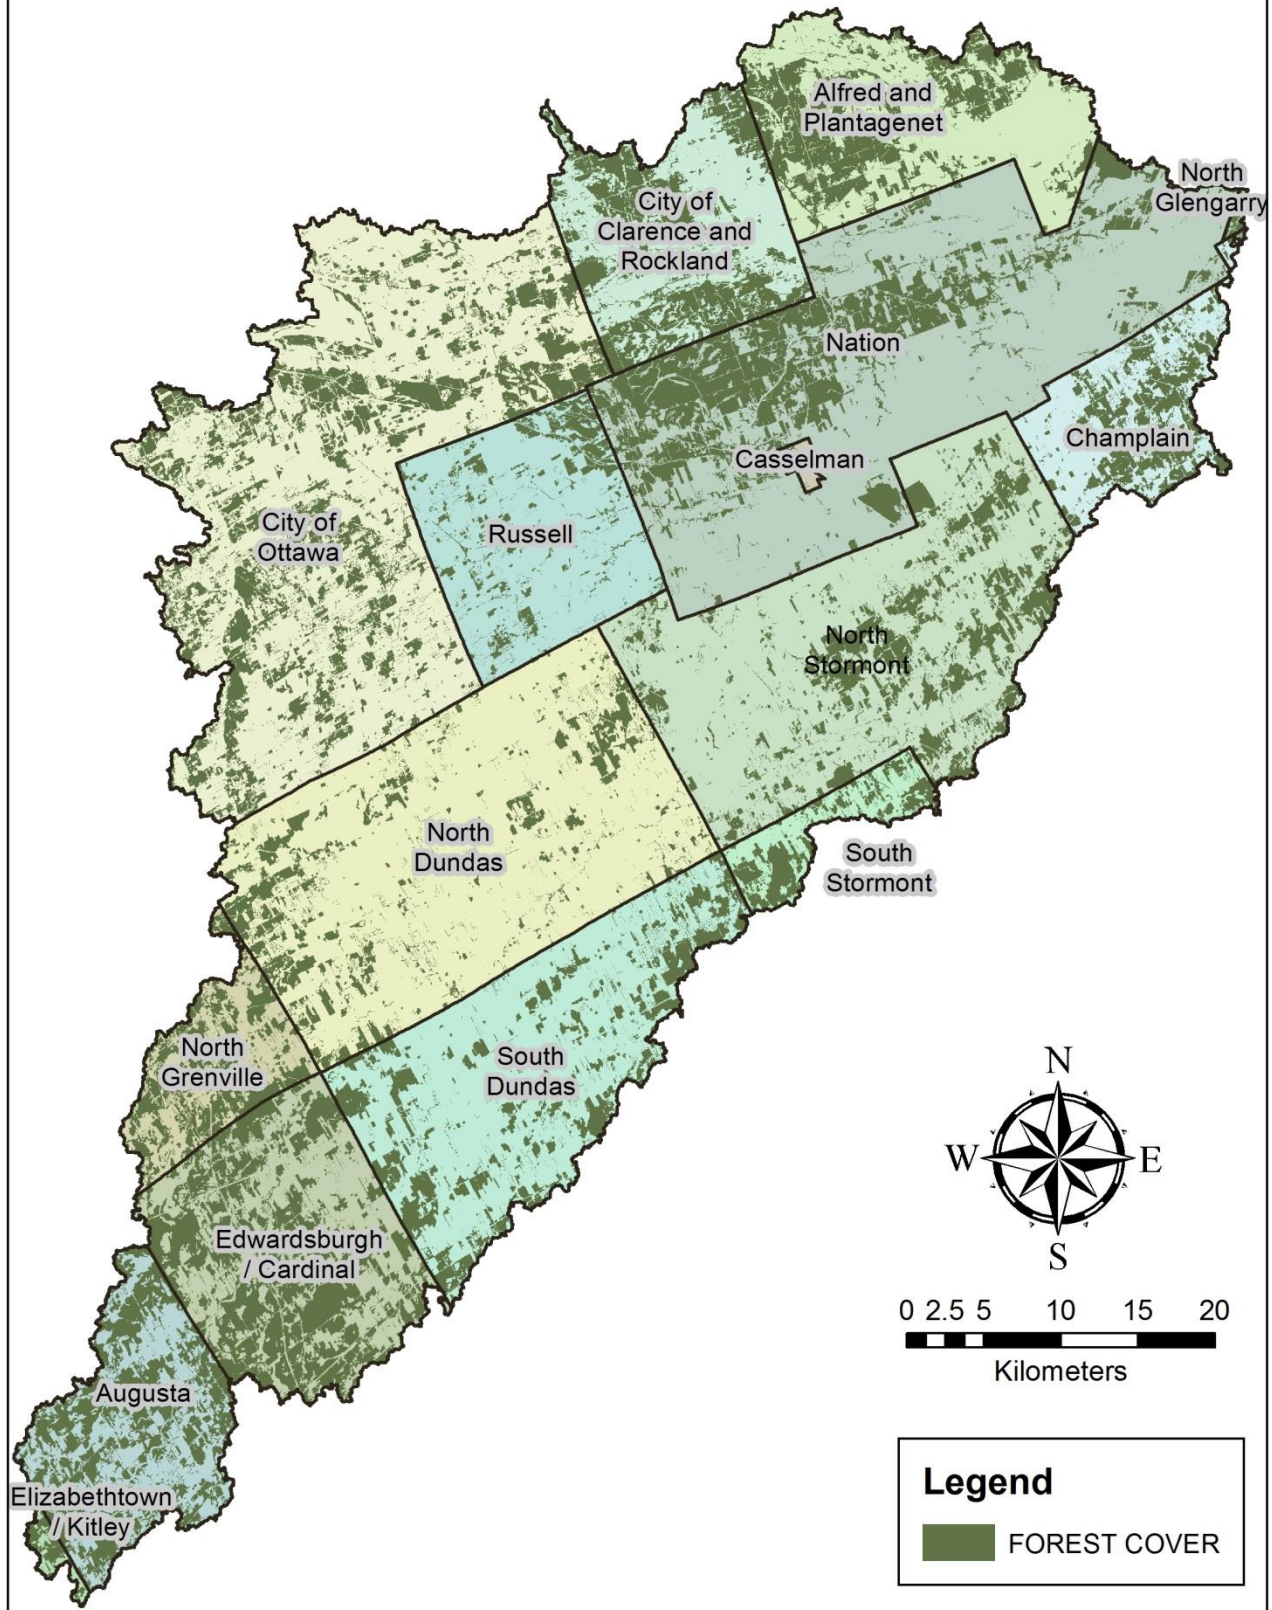 Alfred and
Plantagenet
North
Glengarry
City of
Clarence and
Rockland
Nation
Champlain
Casselman
City of
Ottawa
Russell
North
Stormont
North
Dundas
South
Stormont
North
Grenville
South
Dundas
N
W
E
S
Edwardsburgh
/ Cardinal
0 2.5 5 10 15 20
Kilometers
Augusta
Elizabethtown
/ Kitley
Legend
FOREST COVER